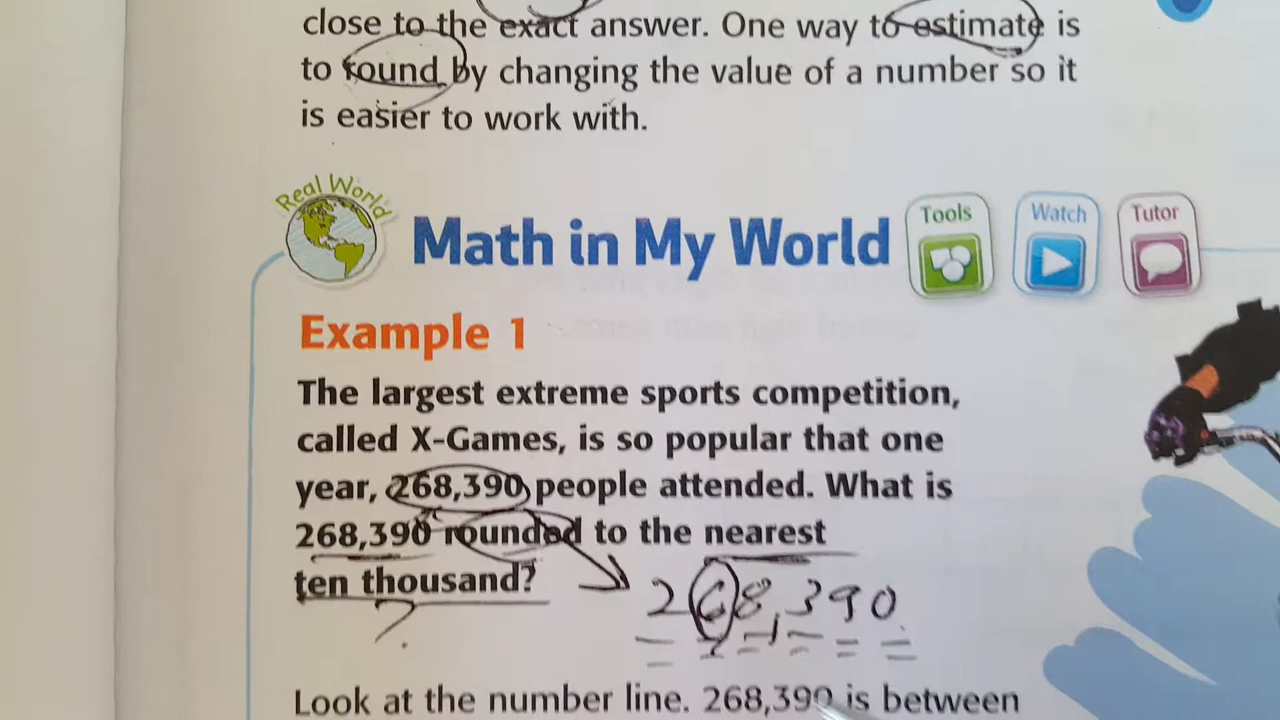 close to the exact answer. One way to estimate is
to round by changing the value of a number so it
is easier to work with.
Real World
Math in My World
Tools
Watch
Tutor
Example 1
The largest extreme sports competition,
called X-Games, is so popular that one
year, 268,390 people attended. What is
268,390 rounded to the nearest
ten thousand?
?
268,390
Look at the number line. 268,390 is between